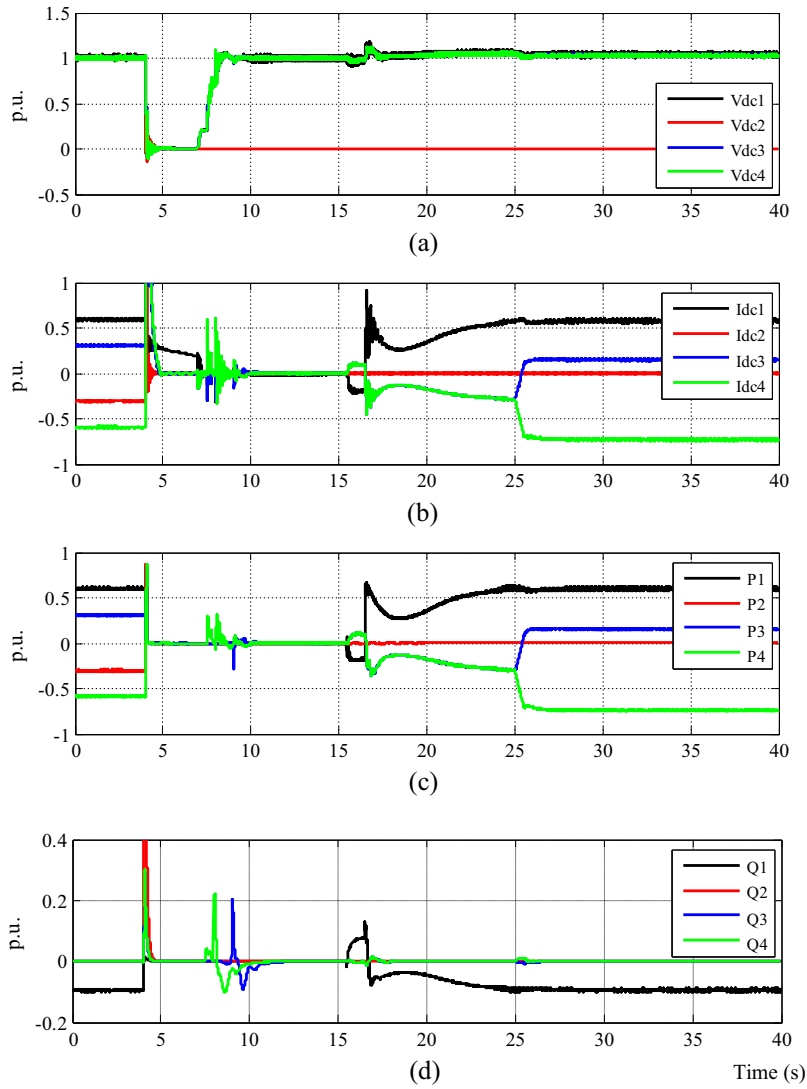 1.5
1.0
0.5
0
-0.5
p.u.
Vdc1
Vdc2
Vdc3
Vdc4
0 5 10 15 20 25 30 35 40
(a)
1
0.5
0
-0.5
-1
p.u.
Idc1
Idc2
Idc3
Idc4
0 5 10 15 20 25 30 35 40
(b)
1
0.5
0
-0.5
-1
p.u.
P1
P2
P3
P4
0 5 10 15 20 25 30 35 40
(c)
0.4
0.2
0
-0.2
p.u.
Q1
Q2
Q3
Q4
0 5 10 15 20 25 30 35 40
(d) Time (s)